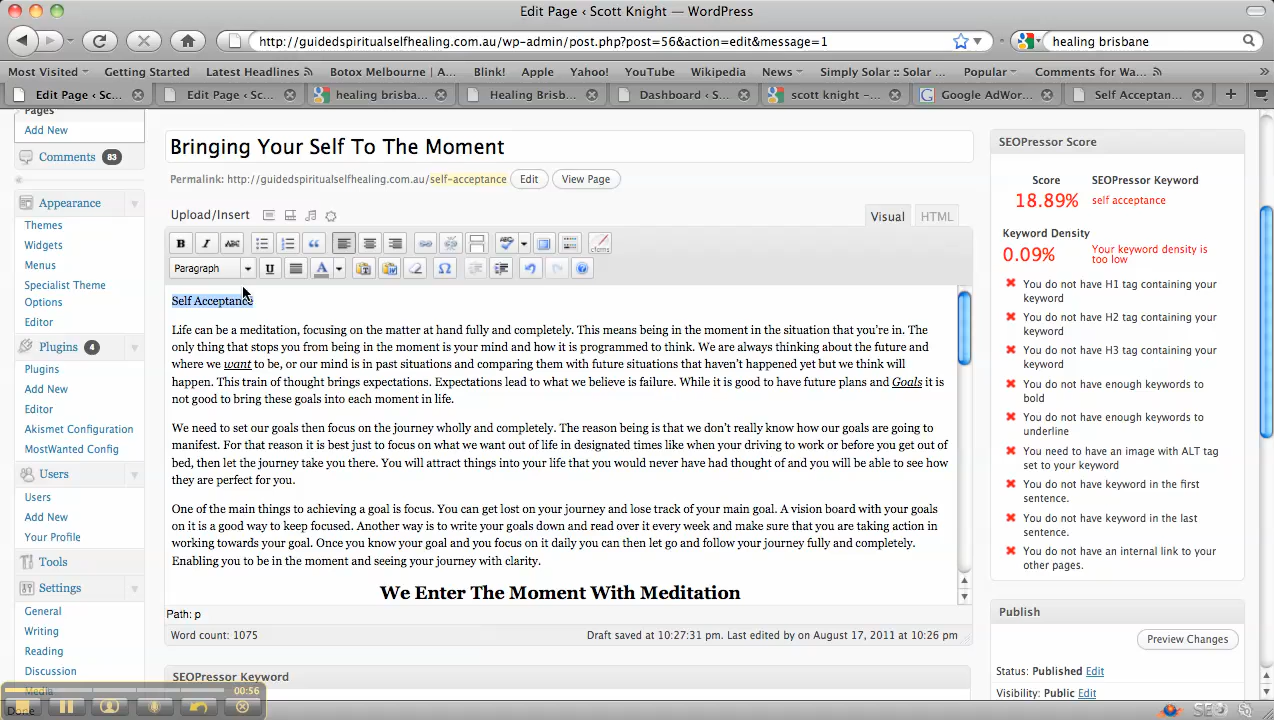 Edit Page ‹ Scott Knight — WordPress
http://guidedspiritualselfhealing.com.au/wp-admin/post.php?post=56&action=edit&message=1
healing brisbane
Most Visited
Getting Started
Latest Headlines
Botox Melbourne | A...
Blink!
Apple
Yahoo!
YouTube
Wikipedia
News
Simply Solar :: Solar ...
Popular
Comments for Wa...
Edit Page ‹ Sc...
Edit Page ‹ Sc...
healing brisba...
Healing Brisb...
Dashboard ‹ S...
scott knight -...
Google AdWor...
Self Acceptan...
Pages
Add New
Comments 83
Appearance
Themes
Widgets
Menus
Specialist Theme
Options
Editor
Plugins 4
Plugins
Add New
Editor
Akismet Configuration
MostWanted Config
Users
Users
Add New
Your Profile
Tools
Settings
General
Writing
Reading
Discussion
Media
Done
00:56
Bringing Your Self To The Moment
Permalink: http://guidedspiritualselfhealing.com.au/self-acceptance Edit View Page
Upload/Insert
Visual HTML
B I ABC
Paragraph U A Ω
Self Acceptance
Life can be a meditation, focusing on the matter at hand fully and completely. This means being in the moment in the situation that you're in. The
only thing that stops you from being in the moment is your mind and how it is programmed to think. We are always thinking about the future and
where we want to be, or our mind is in past situations and comparing them with future situations that haven't happened yet but we think will
happen. This train of thought brings expectations. Expectations lead to what we believe is failure. While it is good to have future plans and Goals it is
not good to bring these goals into each moment in life.
We need to set our goals then focus on the journey wholly and completely. The reason being is that we don't really know how our goals are going to
manifest. For that reason it is best just to focus on what we want out of life in designated times like when your driving to work or before you get out of
bed, then let the journey take you there. You will attract things into your life that you would never have had thought of and you will be able to see how
they are perfect for you.
One of the main things to achieving a goal is focus. You can get lost on your journey and lose track of your main goal. A vision board with your goals
on it is a good way to keep focused. Another way is to write your goals down and read over it every week and make sure that you are taking action in
working towards your goal. Once you know your goal and you focus on it daily you can then let go and follow your journey fully and completely.
Enabling you to be in the moment and seeing your journey with clarity.
We Enter The Moment With Meditation
Path: p
Word count: 1075
Draft saved at 10:27:31 pm. Last edited by on August 17, 2011 at 10:26 pm
SEOPressor Keyword
SEOPressor Score
Score
18.89%
SEOPressor Keyword
self acceptance
Keyword Density
0.09%
Your keyword density is
too low
You do not have H1 tag containing your
keyword
You do not have H2 tag containing your
keyword
You do not have H3 tag containing your
keyword
You do not have enough keywords to
bold
You do not have enough keywords to
underline
You need to have an image with ALT tag
set to your keyword
You do not have keyword in the first
sentence.
You do not have keyword in the last
sentence.
You do not have an internal link to your
other pages.
Publish
Preview Changes
Status: Published Edit
Visibility: Public Edit